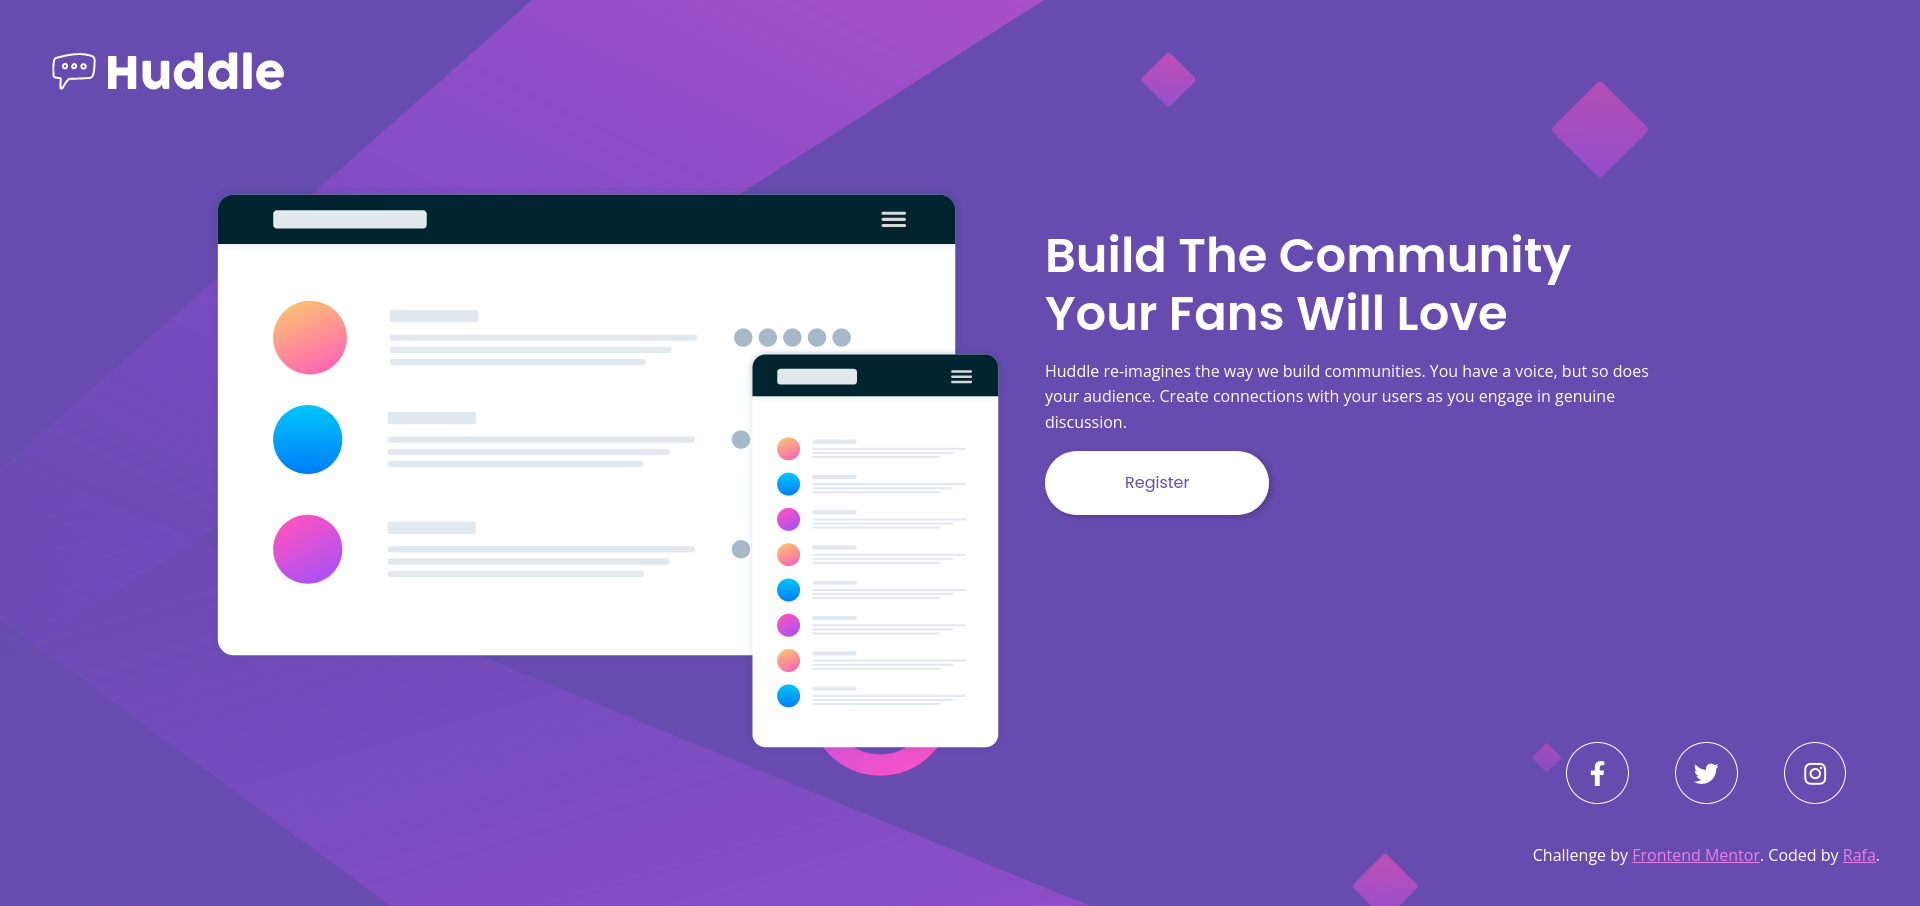 Huddle
Build The Community
Your Fans Will Love
Huddle re-imagines the way we build communities. You have a voice, but so does
your audience. Create connections with your users as you engage in genuine
discussion.
Register
Challenge by Frontend Mentor. Coded by Rafa.